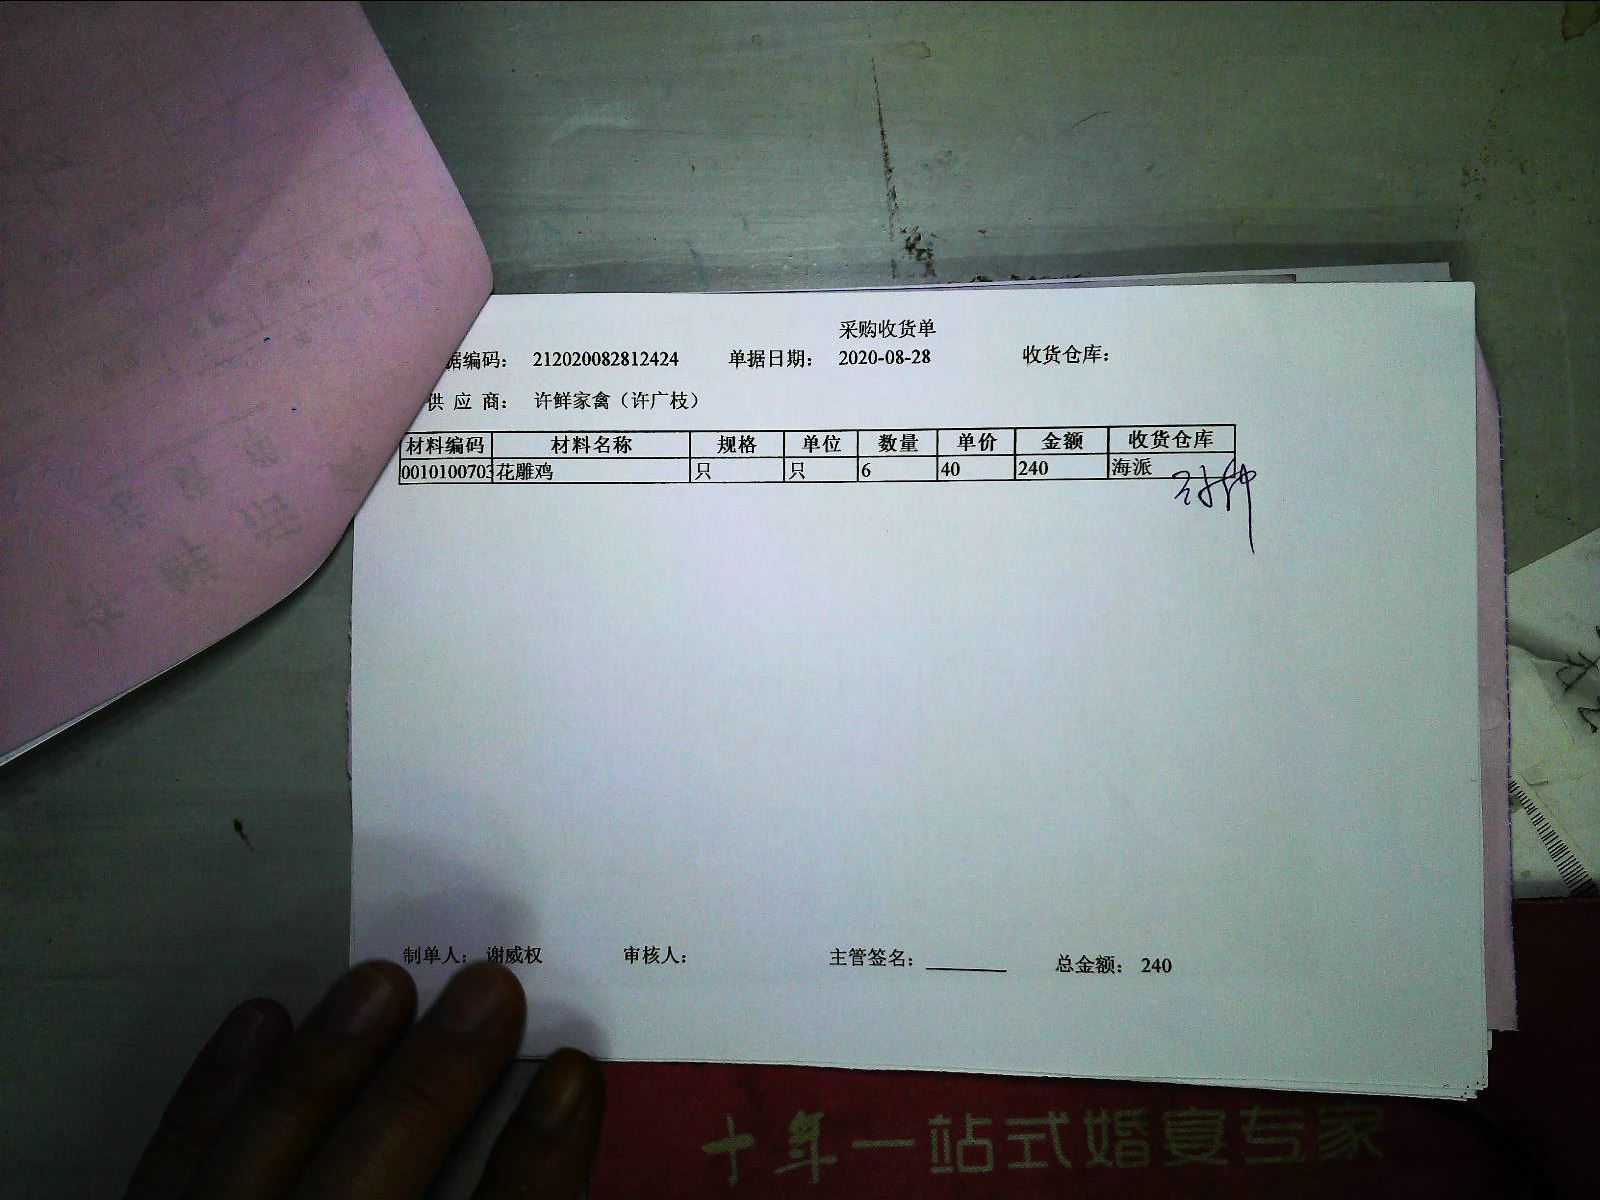 采购收货单
据编码： 212020082812424 单据日期： 2020-08-28 收货仓库：
供 应 商： 许鲜家禽（许广枝）
材料编码 材料名称 规格 单位 数量 单价 金额 收货仓库
0010100703 花雕鸡 只 只 6 40 240 海派
制单人： 谢威权 审核人： 主管签名： ______ 总金额： 240
十年一站式婚宴专家